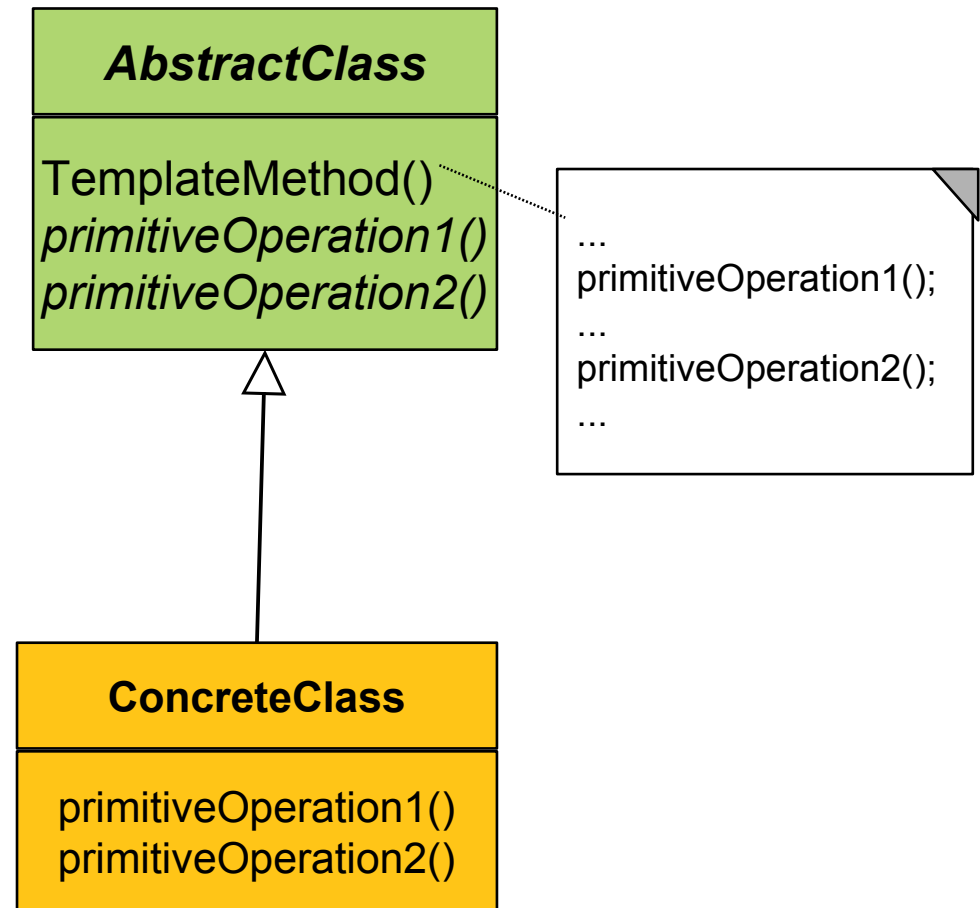 AbstractClass
TemplateMethod()
primitiveOperation1()
primitiveOperation2()
...
primitiveOperation1();
...
primitiveOperation2();
...
ConcreteClass
primitiveOperation1()
primitiveOperation2()